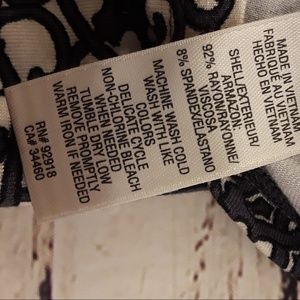 MADE IN VIETNAM/
FABRIQUÉ AU VIETNAM/
HECHO EN VIETNAM
SHELL/EXTERIEUR/
ARMAZON:
92% RAYON/RAYONNE/
VISCOSA
8% SPANDEX/ELASTANO
MACHINE WASH COLD
WASH WITH LIKE
COLORS
DELICATE CYCLE
NON-CHLORINE BLEACH
WHEN NEEDED
TUMBLE DRY LOW
REMOVE PROMPTLY
WARM IRON IF NEEDED
RN# 92918
CA# 34460